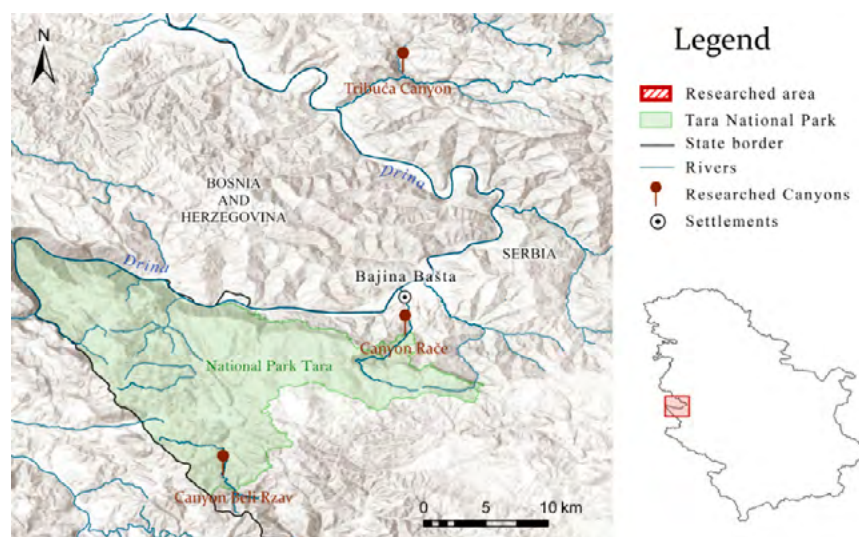 N
Tribuća Canyon
Drina
BOSNIA
AND
HERZEGOVINA
SERBIA
Drina
Bajina Bašta
Canyon Rače
National Park Tara
Canyon beli Rzav
0 5 10 km
Legend
Researched area
Tara National Park
State border
Rivers
Researched Canyons
Settlements